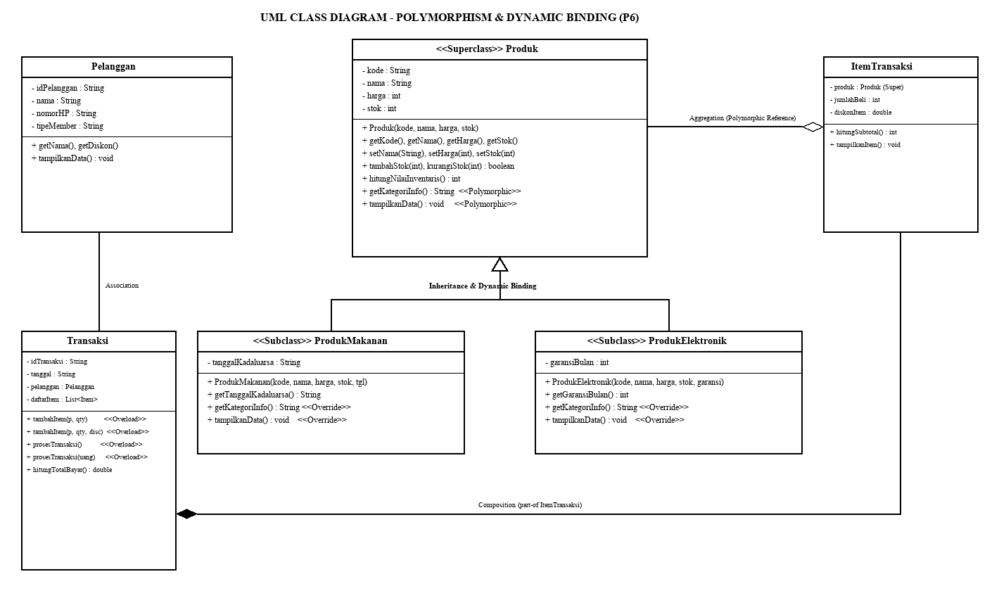 UML CLASS DIAGRAM - POLYMORPHISM & DYNAMIC BINDING (P6)
Pelanggan
- idPelanggan : String
- nama : String
- nomorHP : String
- tipeMember : String
+ getNama(), getDiskon()
+ tampilkanData() : void
<<Superclass>> Produk
- kode : String
- nama : String
- harga : int
- stok : int
+ Produk(kode, nama, harga, stok)
+ getKode(), getNama(), getHarga(), getStok()
+ setNama(String), setHarga(int), setStok(int)
+ tambahStok(int), kurangiStok(int) : boolean
+ hitungNilaiInventaris() : int
+ getKategoriInfo() : String <<Polymorphic>>
+ tampilkanData() : void <<Polymorphic>>
Aggregation (Polymorphic Reference)
ItemTransaksi
- produk : Produk (Super)
- jumlahBeli : int
- diskonItem : double
+ hitungSubtotal() : int
+ tampilkanItem() : void
Association
Inheritance & Dynamic Binding
Transaksi
- idTransaksi : String
- tanggal : String
- pelanggan : Pelanggan
- daftarItem : List<Item>
+ tambahItem(p, qty) <<Overload>>
+ tambahItem(p, qty, disc) <<Overload>>
+ prosesTransaksi() <<Overload>>
+ prosesTransaksi(uang) <<Overload>>
+ hitungTotalBayar() : double
<<Subclass>> ProdukMakanan
- tanggalKadaluarsa : String
+ ProdukMakanan(kode, nama, harga, stok, tgl)
+ getTanggalKadaluarsa() : String
+ getKategoriInfo() : String <<Override>>
+ tampilkanData() : void <<Override>>
<<Subclass>> ProdukElektronik
- garansiBulan : int
+ ProdukElektronik(kode, nama, harga, stok, garansi)
+ getGaransiBulan() : int
+ getKategoriInfo() : String <<Override>>
+ tampilkanData() : void <<Override>>
Composition (part-of ItemTransaksi)